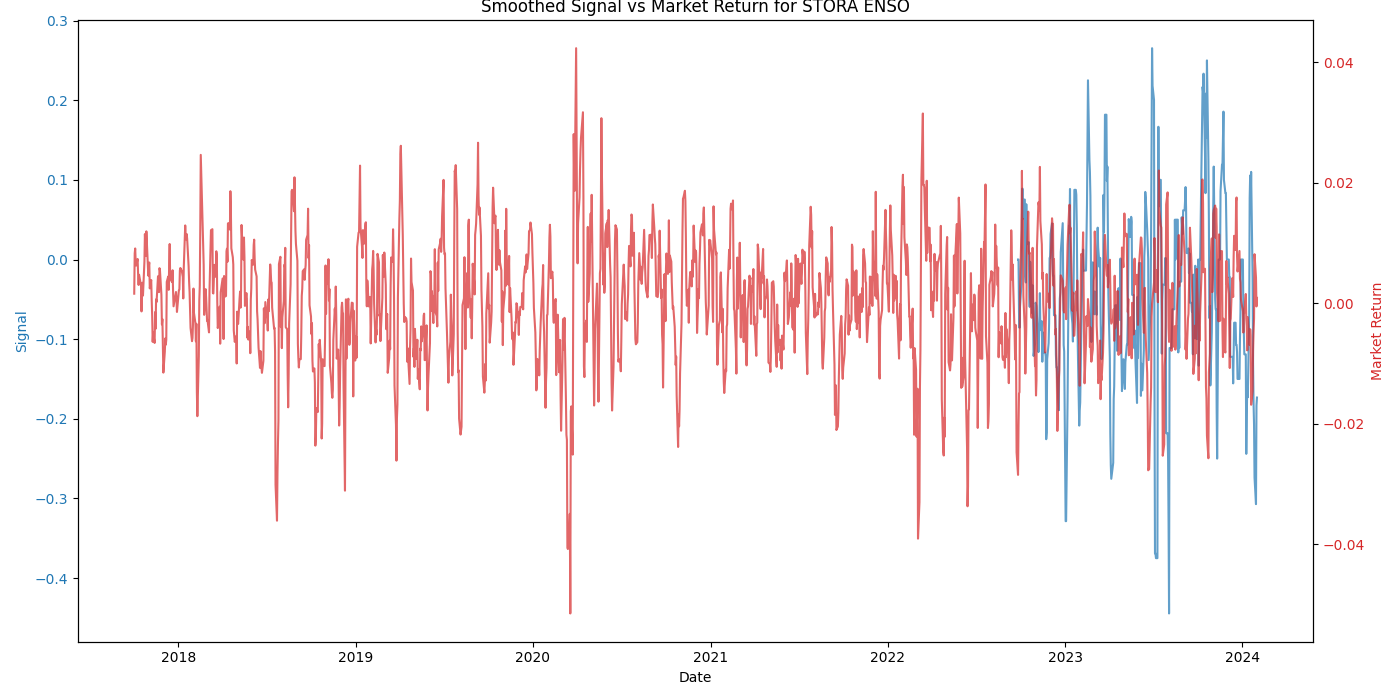 Smoothed Signal vs Market Return for STORA ENSO
0.3
0.2
0.1
0.0
−0.1
−0.2
−0.3
−0.4
Signal
0.04
0.02
0.00
−0.02
−0.04
Market Return
2018 2019 2020 2021 2022 2023 2024
Date